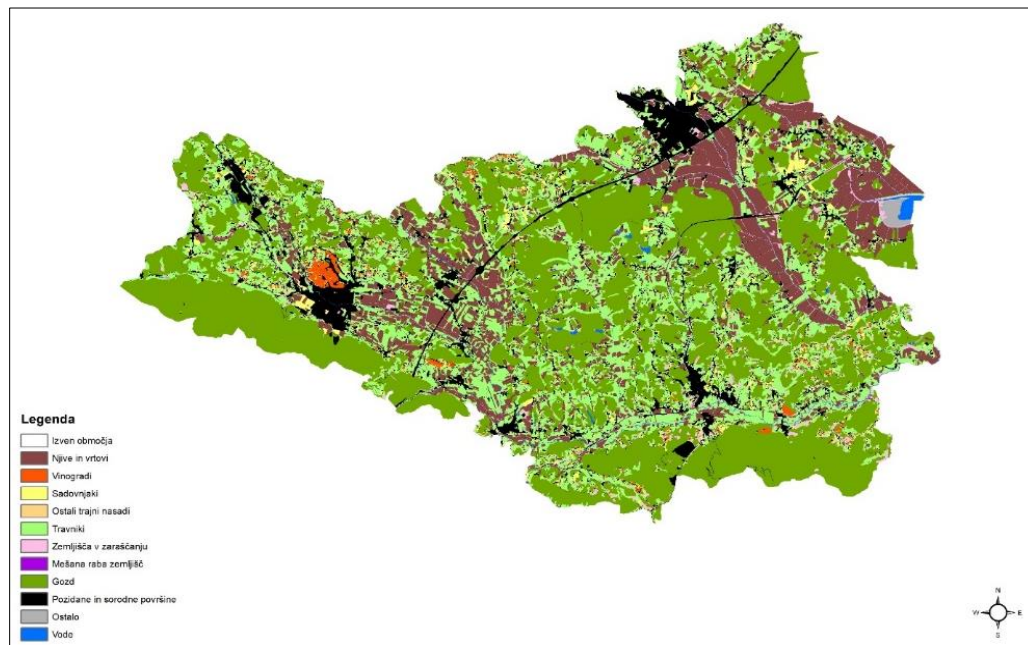 Legenda
Izven območja
Njive in vrtovi
Vinogradi
Sadovnjaki
Ostali trajni nasadi
Travniki
Zemljišča v zaraščanju
Mešana raba zemljišč
Gozd
Pozidane in sorodne površine
Ostalo
Vode
N
W E
S